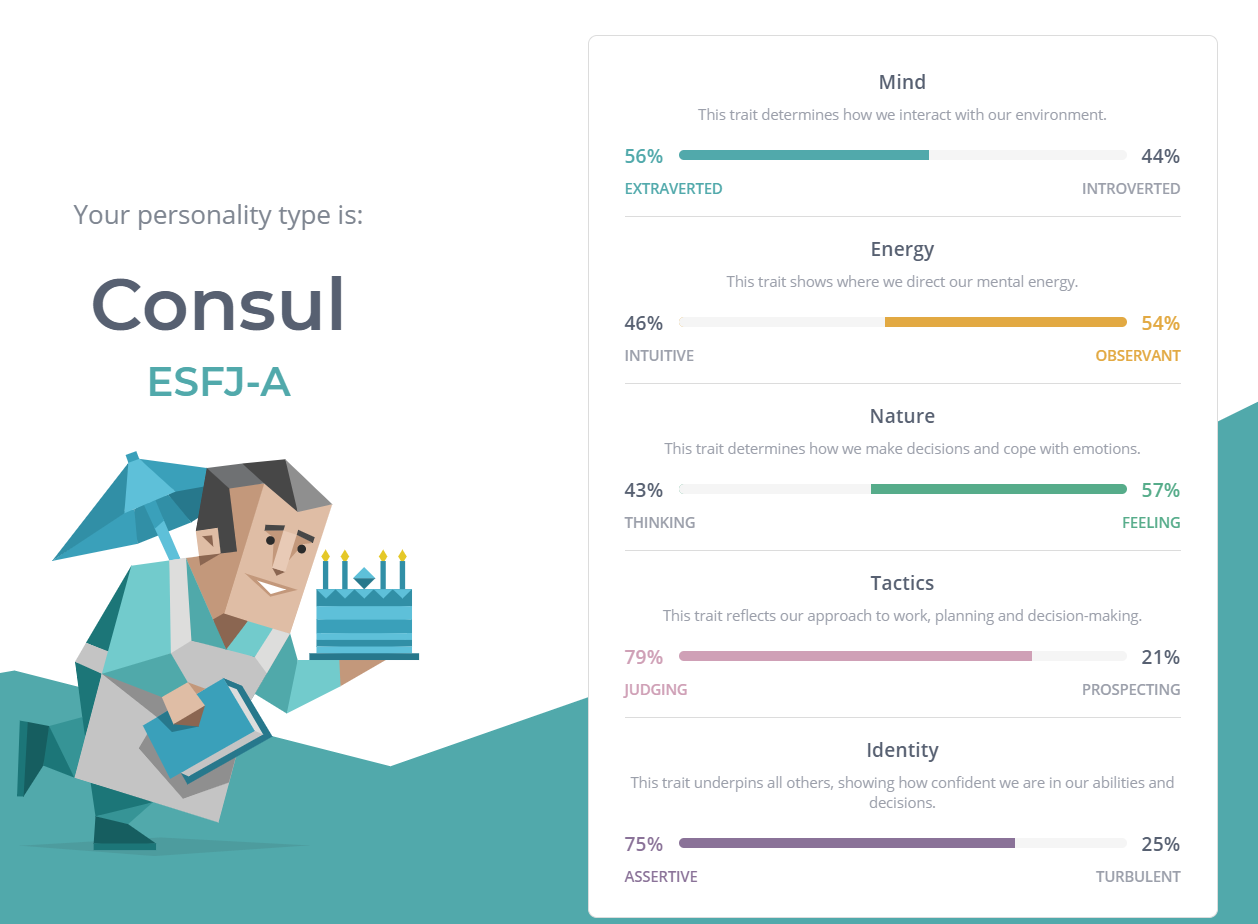 Your personality type is:
Consul
ESFJ-A
Mind
This trait determines how we interact with our environment.
56% 44%
EXTRAVERTED INTROVERTED
Energy
This trait shows where we direct our mental energy.
46% 54%
INTUITIVE OBSERVANT
Nature
This trait determines how we make decisions and cope with emotions.
43% 57%
THINKING FEELING
Tactics
This trait reflects our approach to work, planning and decision-making.
79% 21%
JUDGING PROSPECTING
Identity
This trait underpins all others, showing how confident we are in our abilities and
decisions.
75% 25%
ASSERTIVE TURBULENT